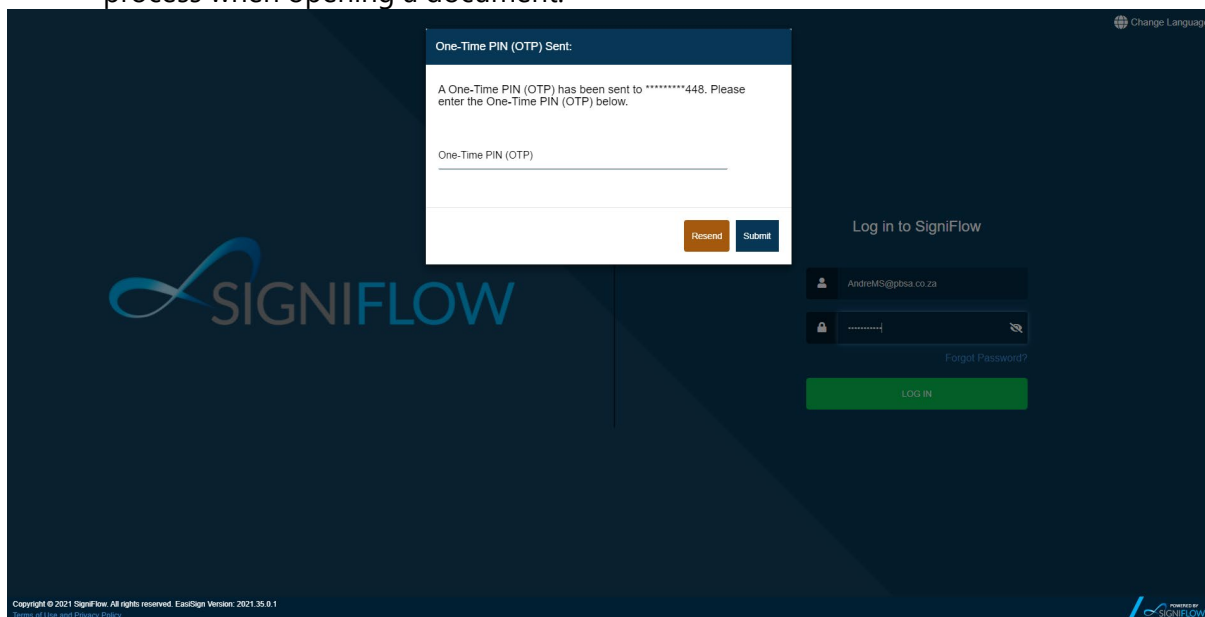 process when opening a document.
Change Language
One-Time PIN (OTP) Sent:
A One-Time PIN (OTP) has been sent to *********448. Please
enter the One-Time PIN (OTP) below.
One-Time PIN (OTP)
Resend Submit
Log in to SigniFlow
SIGNIFLOW
AndreMS@pbsa.co.za
Forgot Password?
LOG IN
Copyright © 2021 SigniFlow. All rights reserved. EasiSign Version: 2021.35.0.1
Terms of Use and Privacy Policy
POWERED BY
SIGNIFLOW